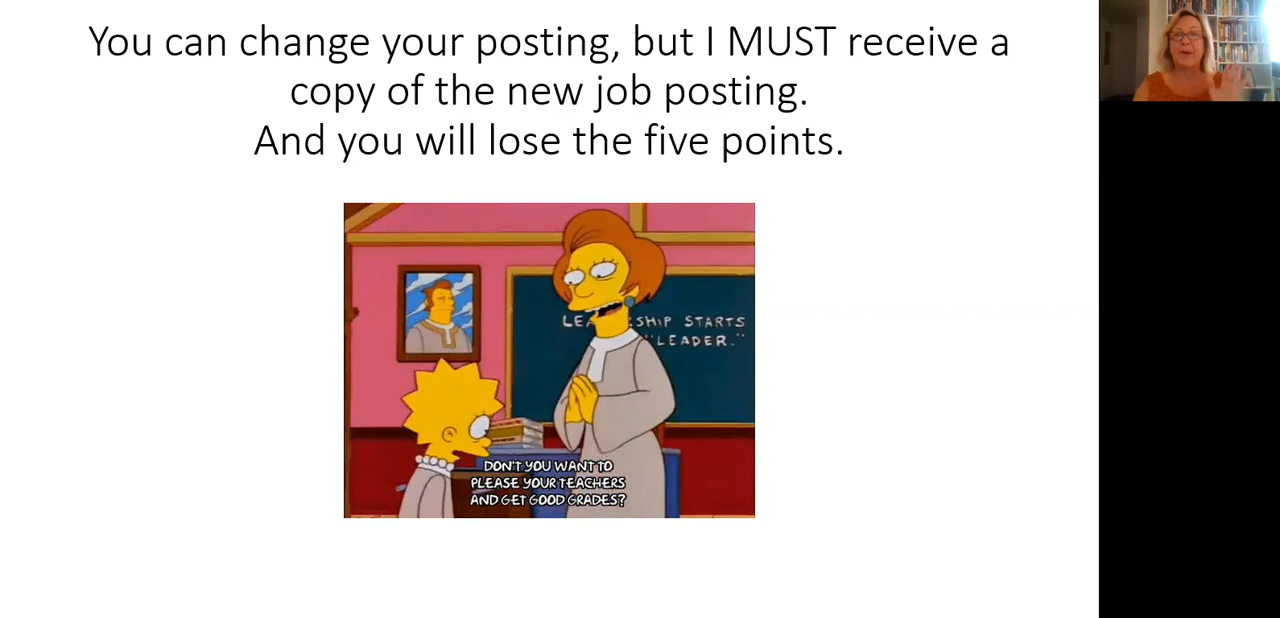 You can change your posting, but I MUST receive a
copy of the new job posting.
And you will lose the five points.
SHIP STARTS
"LEADER."
DON'T YOU WANT TO
PLEASE YOUR TEACHERS
AND GET GOOD GRADES?